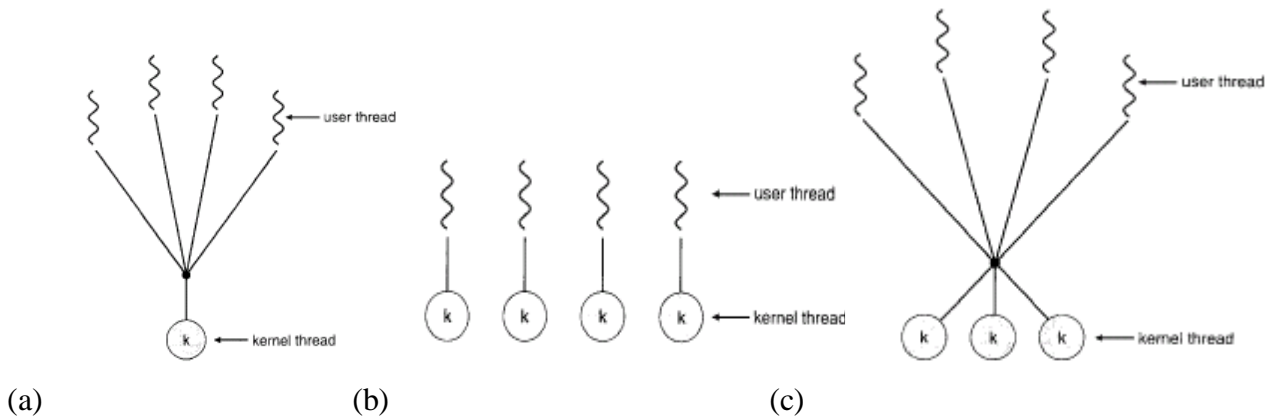 user thread
k
kernel thread
(a)
user thread
k k k k
kernel thread
(b)
user thread
k k k
kernel thread
(c)